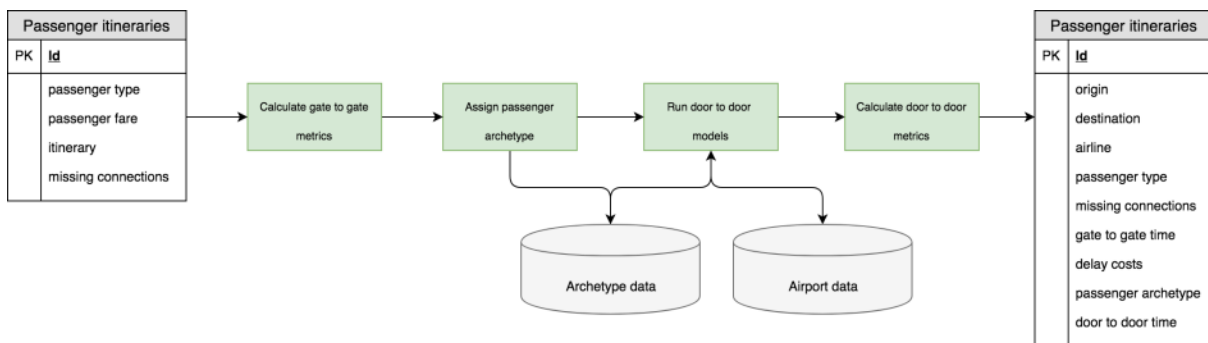 Passenger itineraries
PK Id
passenger type
passenger fare
itinerary
missing connections
Calculate gate to gate
metrics
Assign passenger
archetype
Run door to door
models
Calculate door to door
metrics
Archetype data
Airport data
Passenger itineraries
PK Id
origin
destination
airline
passenger type
missing connections
gate to gate time
delay costs
passenger archetype
door to door time